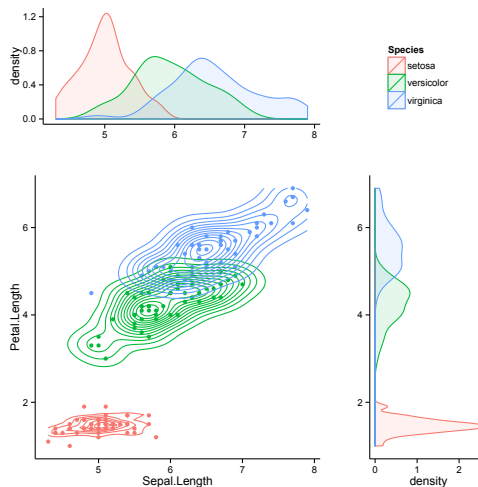 1.2
0.8
0.4
0.0
density
5
6
7
8
Species
setosa
versicolor
virginica
6
4
2
Petal.Length
5
6
7
8
Sepal.Length
6
4
2
0
1
2
density